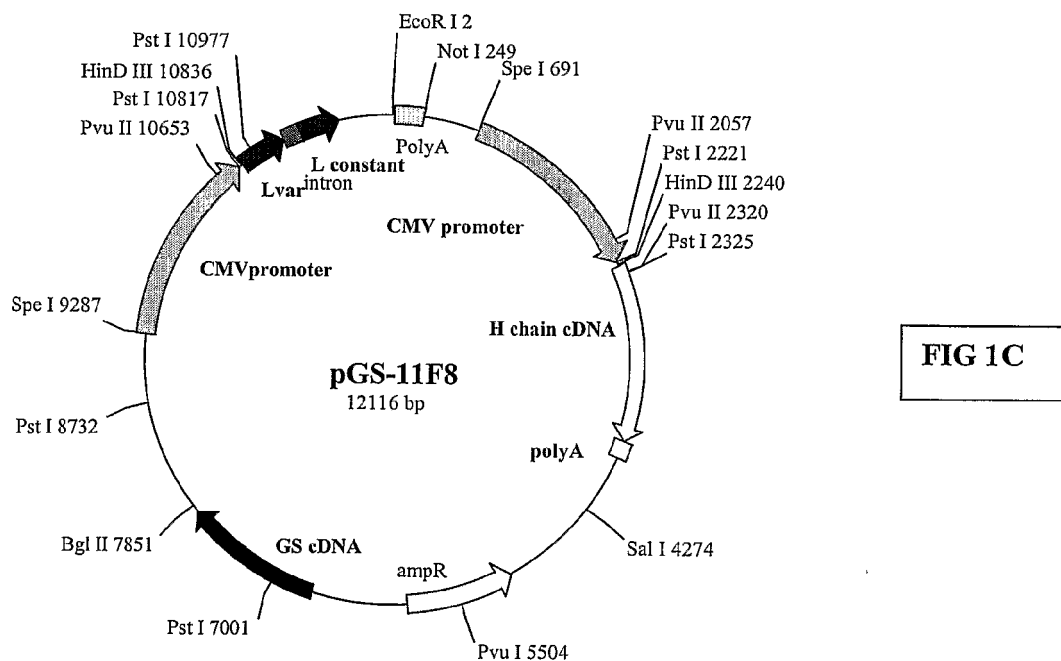 EcoR I 2
Pst I 10977
Not I 249
HinD III 10836
Spe I 691
Pst I 10817
Pvu II 2057
Pvu II 10653
PolyA
Pst I 2221
L constant
HinD III 2240
Lvar
intron
Pvu II 2320
CMV promoter
Pst I 2325
CMVpromoter
Spe I 9287
H chain cDNA
FIG 1C
pGS-11F8
12116 bp
Pst I 8732
polyA
Bgl II 7851
GS cDNA
Sal I 4274
ampR
Pst I 7001
Pvu I 5504